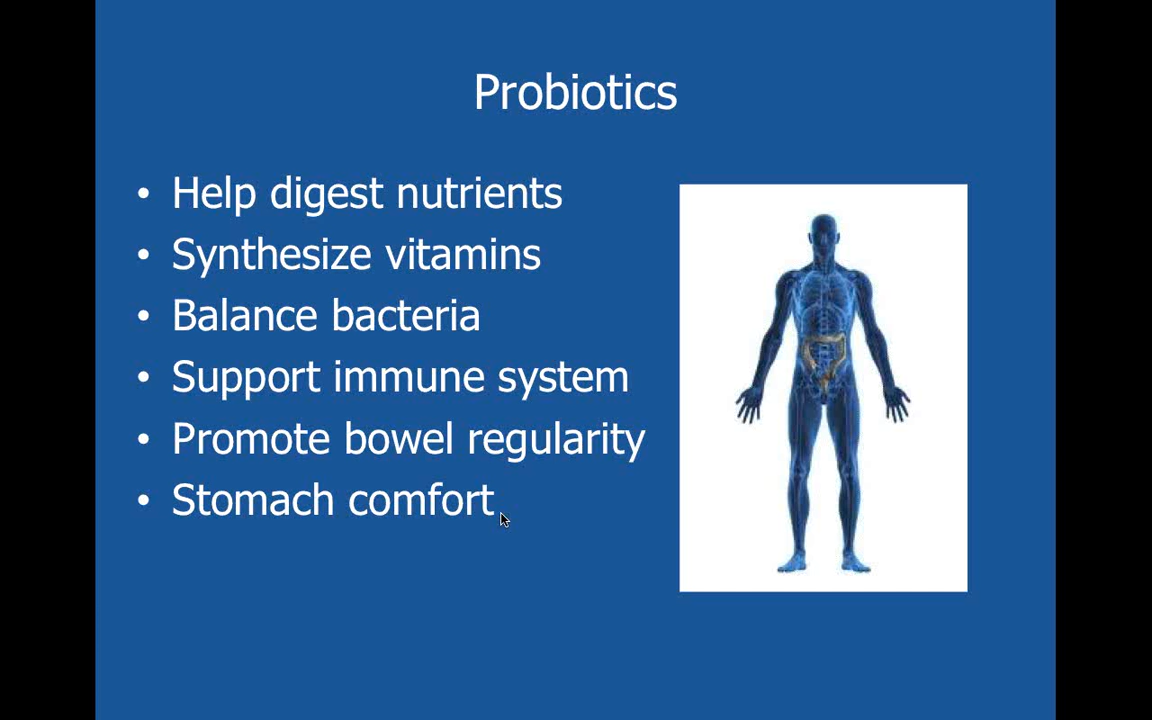 Probiotics
• Help digest nutrients
• Synthesize vitamins
• Balance bacteria
• Support immune system
• Promote bowel regularity
• Stomach comfort